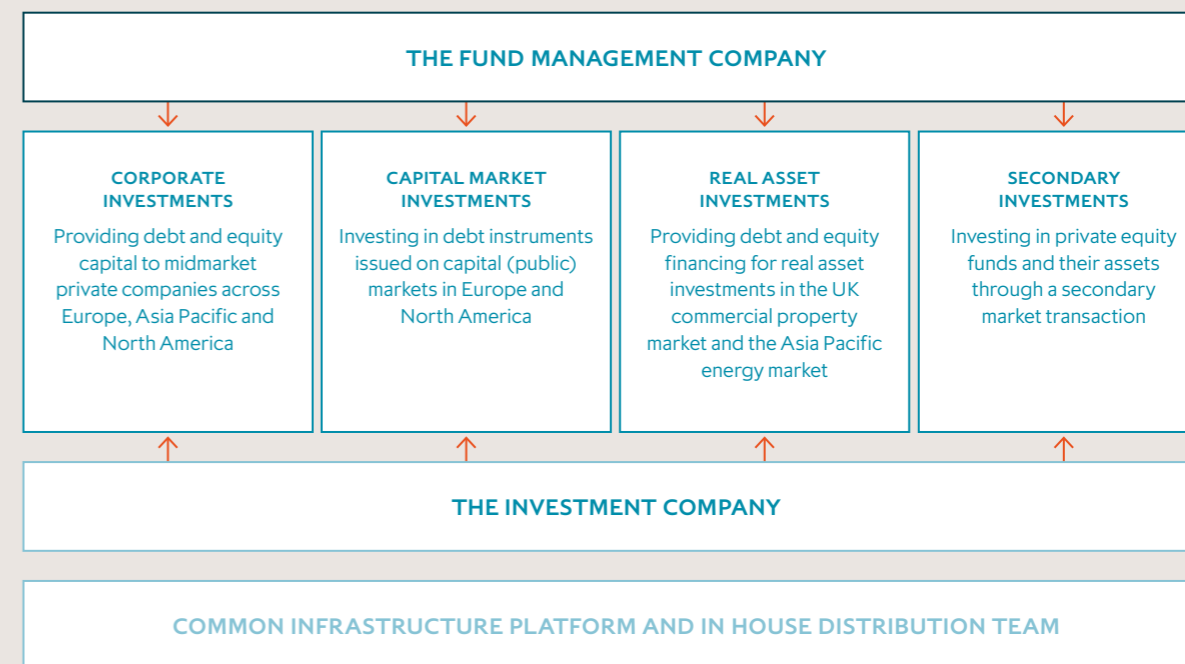 THE FUND MANAGEMENT COMPANY
CORPORATE
INVESTMENTS
Providing debt and equity
capital to midmarket
private companies across
Europe, Asia Pacific and
North America
CAPITAL MARKET
INVESTMENTS
Investing in debt instruments
issued on capital (public)
markets in Europe and
North America
REAL ASSET
INVESTMENTS
Providing debt and equity
financing for real asset
investments in the UK
commercial property
market and the Asia Pacific
energy market
SECONDARY
INVESTMENTS
Investing in private equity
funds and their assets
through a secondary
market transaction
THE INVESTMENT COMPANY
COMMON INFRASTRUCTURE PLATFORM AND IN HOUSE DISTRIBUTION TEAM